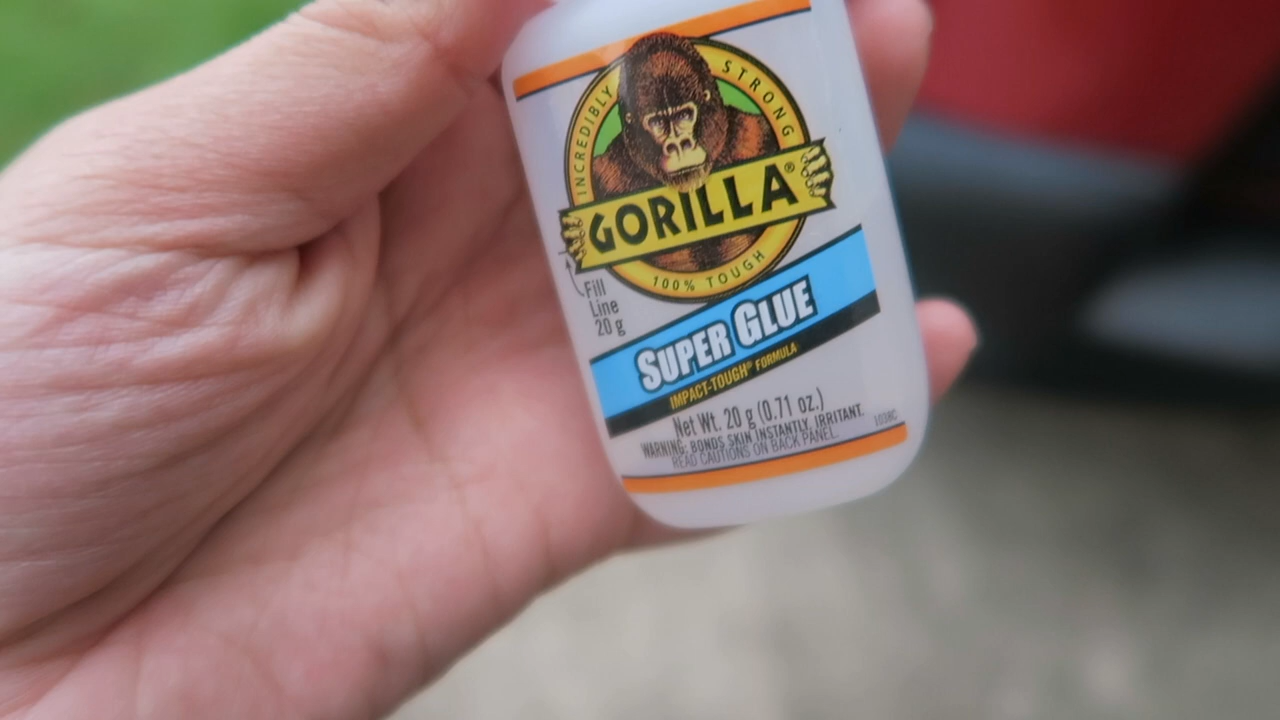 INCREDIBLY STRONG
GORILLA®
100% TOUGH
Fill
Line
20 g
SUPER GLUE
IMPACT-TOUGH® FORMULA
Net Wt. 20 g (0.71 oz.)
WARNING: BONDS SKIN INSTANTLY, IRRITANT.
READ CAUTIONS ON BACK PANEL.